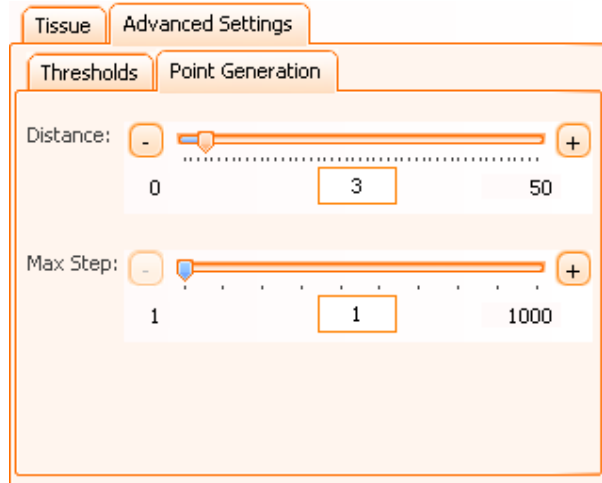 Tissue Advanced Settings
Thresholds Point Generation
Distance: - +
0 3 50
Max Step: - +
1 1 1000